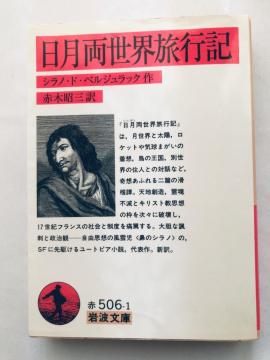 日月両世界旅行記
シラノ・ド・ベルジュラック作
赤木昭三訳
『日月両世界旅行記』
は,月世界と太陽,ロ
ケットや気球まがいの
着想,鳥の王国,別世
界の住人との対話など,
奇想あふれる二篇の滑
稽譚.天地創造,霊魂
不滅とキリスト教思想
の枠を次々に破壊し,
17世紀フランスの社会と制度を痛罵する.大胆な諷
刺と政治観――自由思想の風雲児〈鼻のシラノ〉の,
SFに先駆けるユートピア小説,代表作.新訳.
赤 506-1
岩波文庫